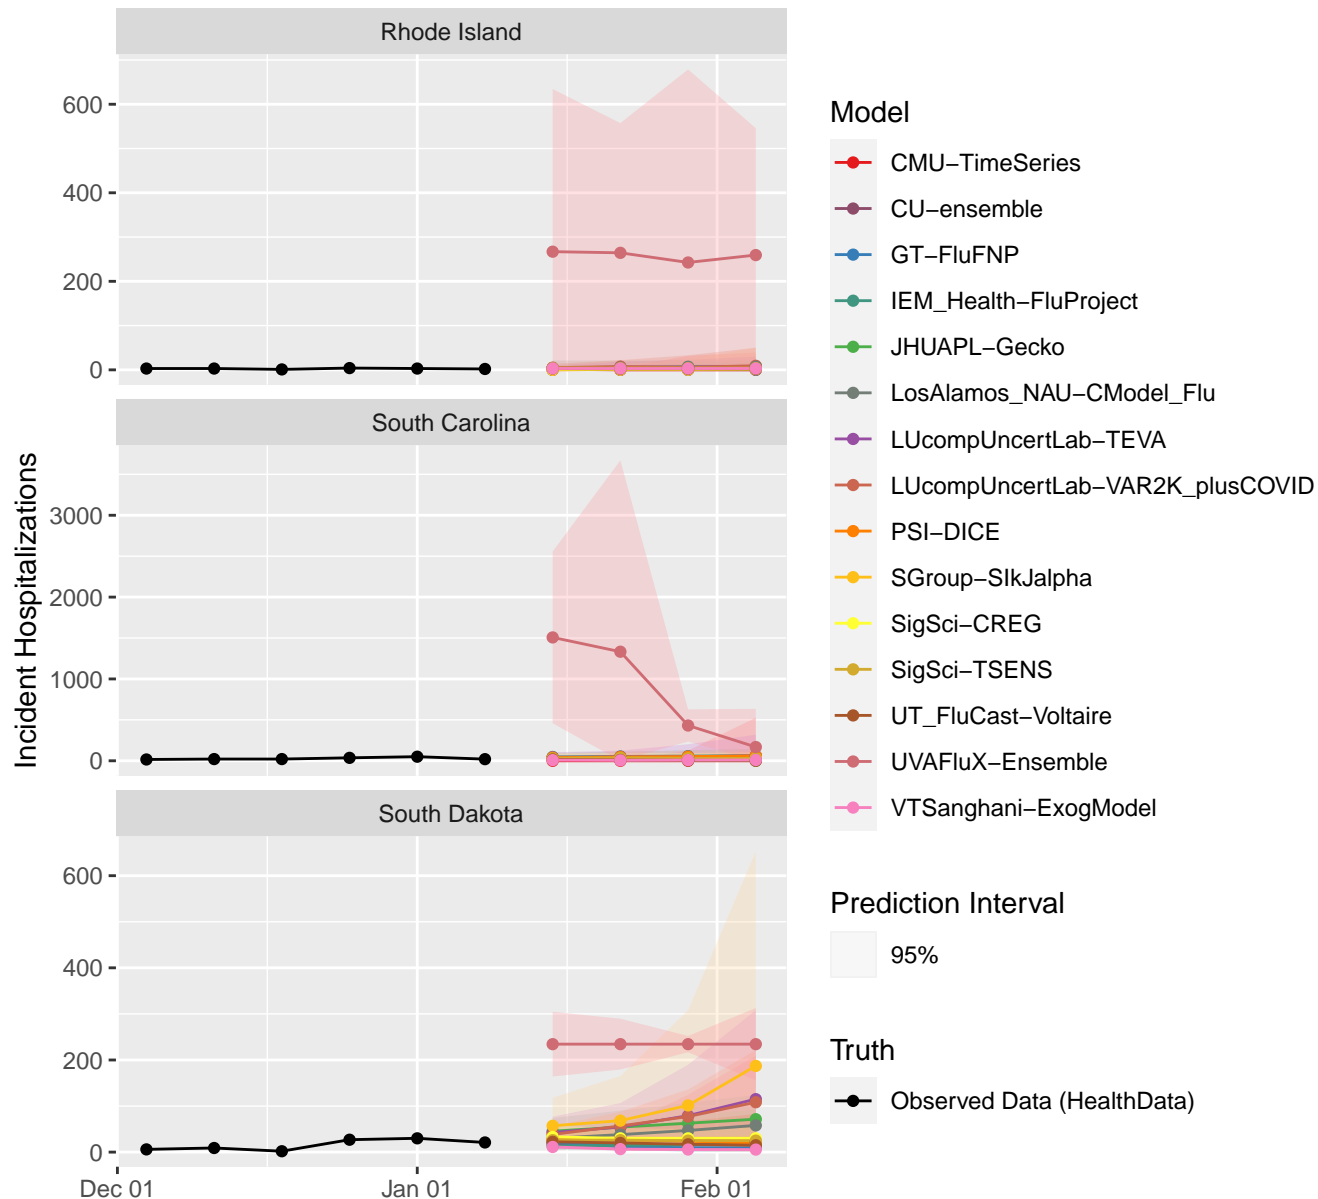 Rhode Island
600
400
200
0
South Carolina
3000
2000
1000
0
South Dakota
600
400
200
0
Dec 01
Jan 01
Feb 01
Incident Hospitalizations
Model
CMU−TimeSeries
CU−ensemble
GT−FluFNP
IEM_Health−FluProject
JHUAPL−Gecko
LosAlamos_NAU−CModel_Flu
LUcompUncertLab−TEVA
LUcompUncertLab−VAR2K_plusCOVID
PSI−DICE
SGroup−SIkJalpha
SigSci−CREG
SigSci−TSENS
UT_FluCast−Voltaire
UVAFluX−Ensemble
VTSanghani−ExogModel
Prediction Interval
95%
Truth
Observed Data (HealthData)